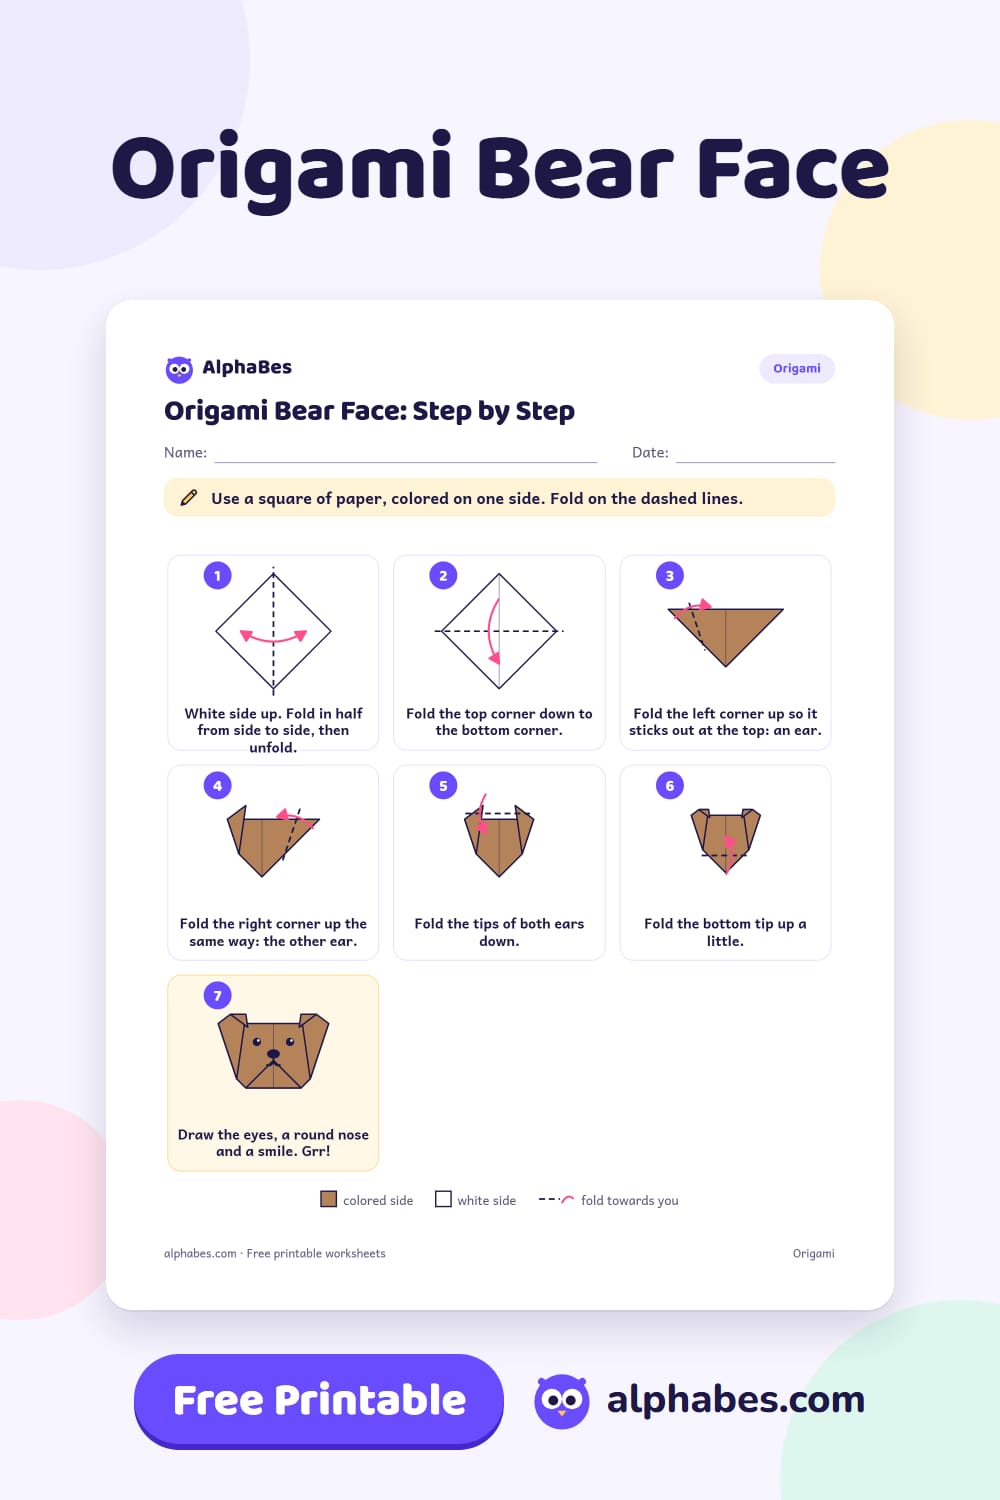 Origami Bear Face
AlphaBes
Origami
Origami Bear Face: Step by Step
Name:
Date:
Use a square of paper, colored on one side. Fold on the dashed lines.
1
White side up. Fold in half
from side to side, then
unfold.
2
Fold the top corner down to
the bottom corner.
3
Fold the left corner up so it
sticks out at the top: an ear.
4
Fold the right corner up the
same way: the other ear.
5
Fold the tips of both ears
down.
6
Fold the bottom tip up a
little.
7
Draw the eyes, a round nose
and a smile. Grr!
colored side
white side
fold towards you
alphabes.com · Free printable worksheets
Origami
Free Printable
alphabes.com